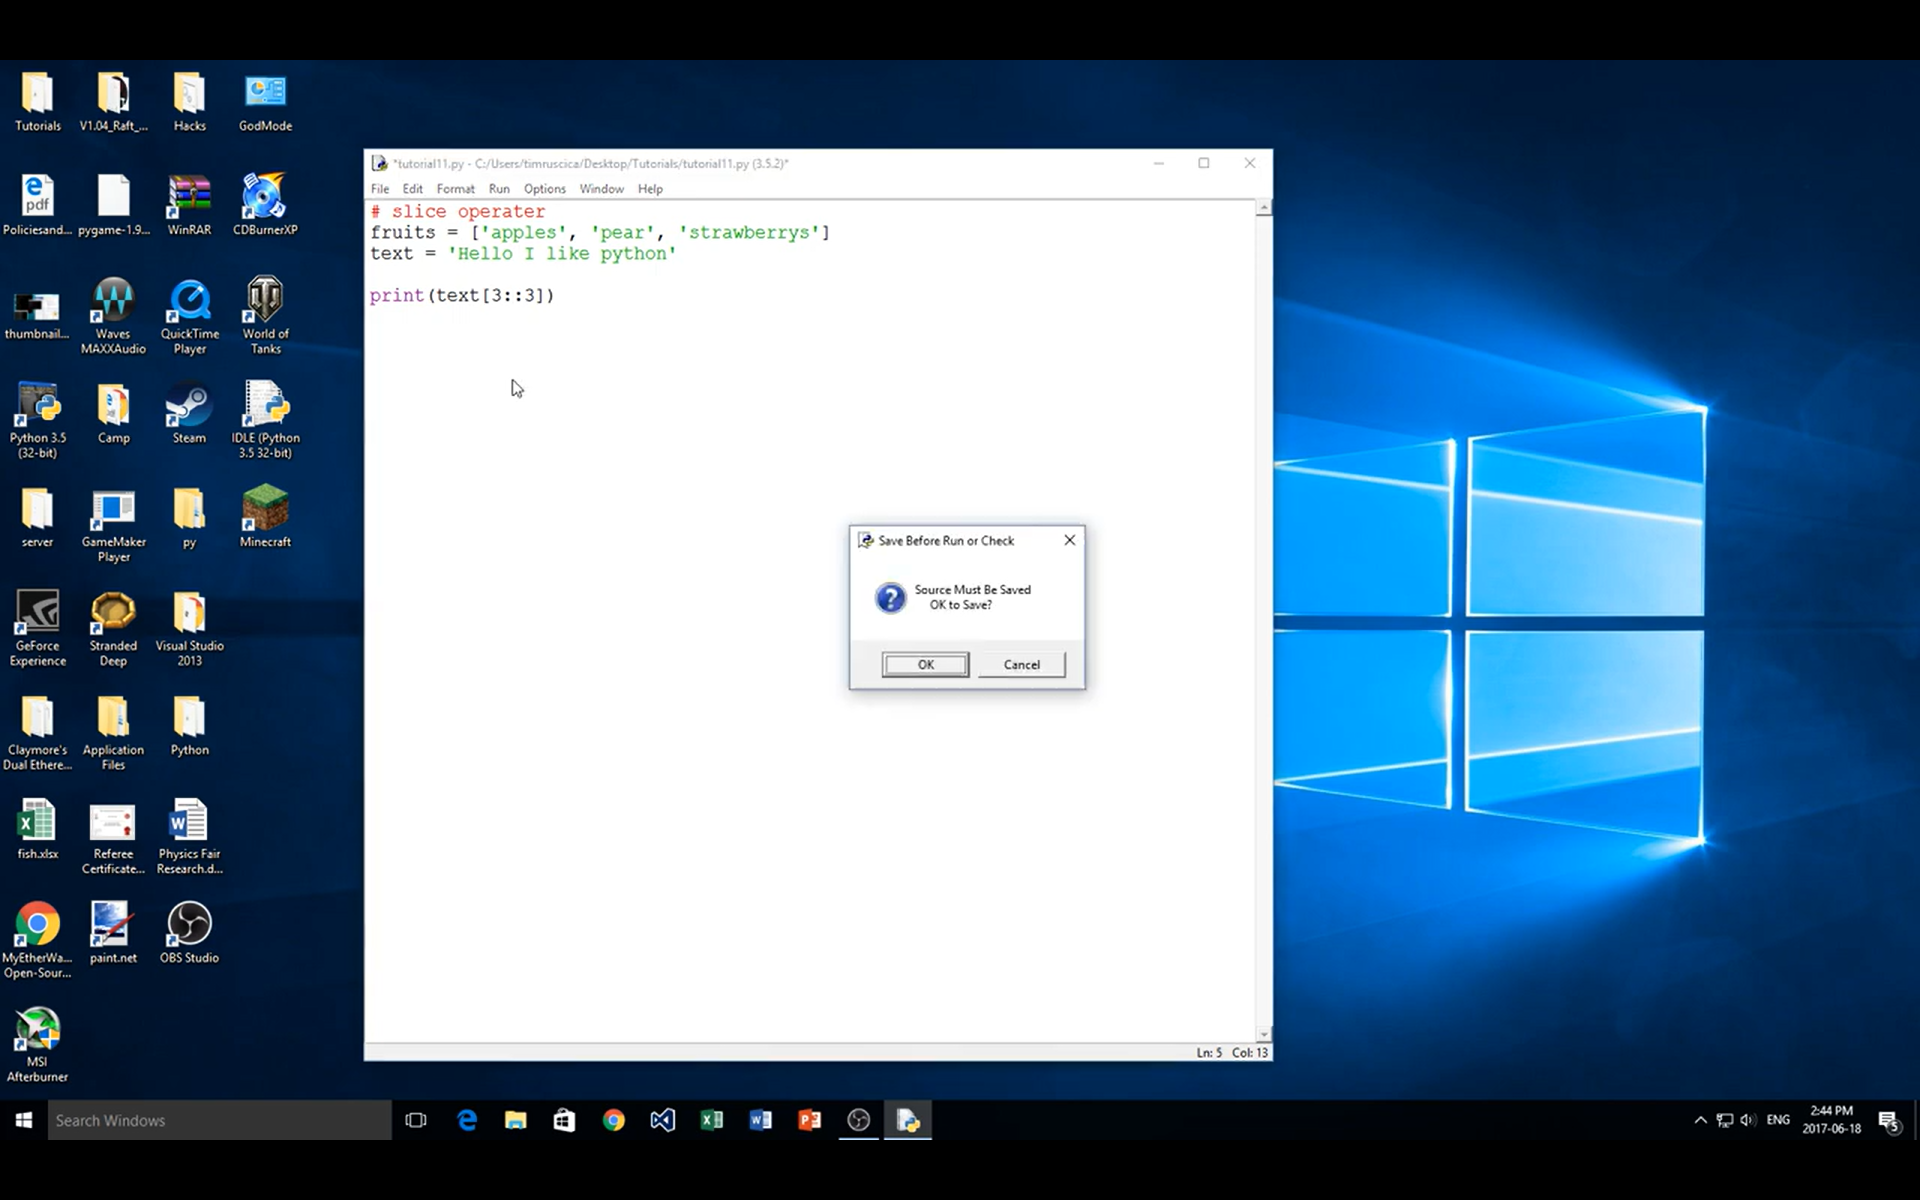 Tutorials
V1.04_Raft_...
Hacks
GodMode
Policiesand...
pygame-1.9...
WinRAR
CDBurnerXP
thumbnail...
Waves
MAXXAudio
QuickTime
Player
World of
Tanks
Python 3.5
(32-bit)
Camp
Steam
IDLE (Python
3.5 32-bit)
server
GameMaker
Player
py
Minecraft
GeForce
Experience
Stranded
Deep
Visual Studio
2013
Claymore's
Dual Ethere...
Application
Files
Python
fish.xlsx
Referee
Certificate...
Physics Fair
Research.d...
MyEtherWa...
Open-Sour...
paint.net
OBS Studio
MSI
Afterburner
pdf
*tutorial11.py - C:/Users/timruscica/Desktop/Tutorials/tutorial11.py (3.5.2)*
File Edit Format Run Options Window Help
# slice operater
fruits = ['apples', 'pear', 'strawberrys']
text = 'Hello I like python'
print(text[3::3])
Save Before Run or Check
Source Must Be Saved
OK to Save?
OK Cancel
Ln: 5 Col: 13
Search Windows
ENG
2:44 PM
2017-06-18
5